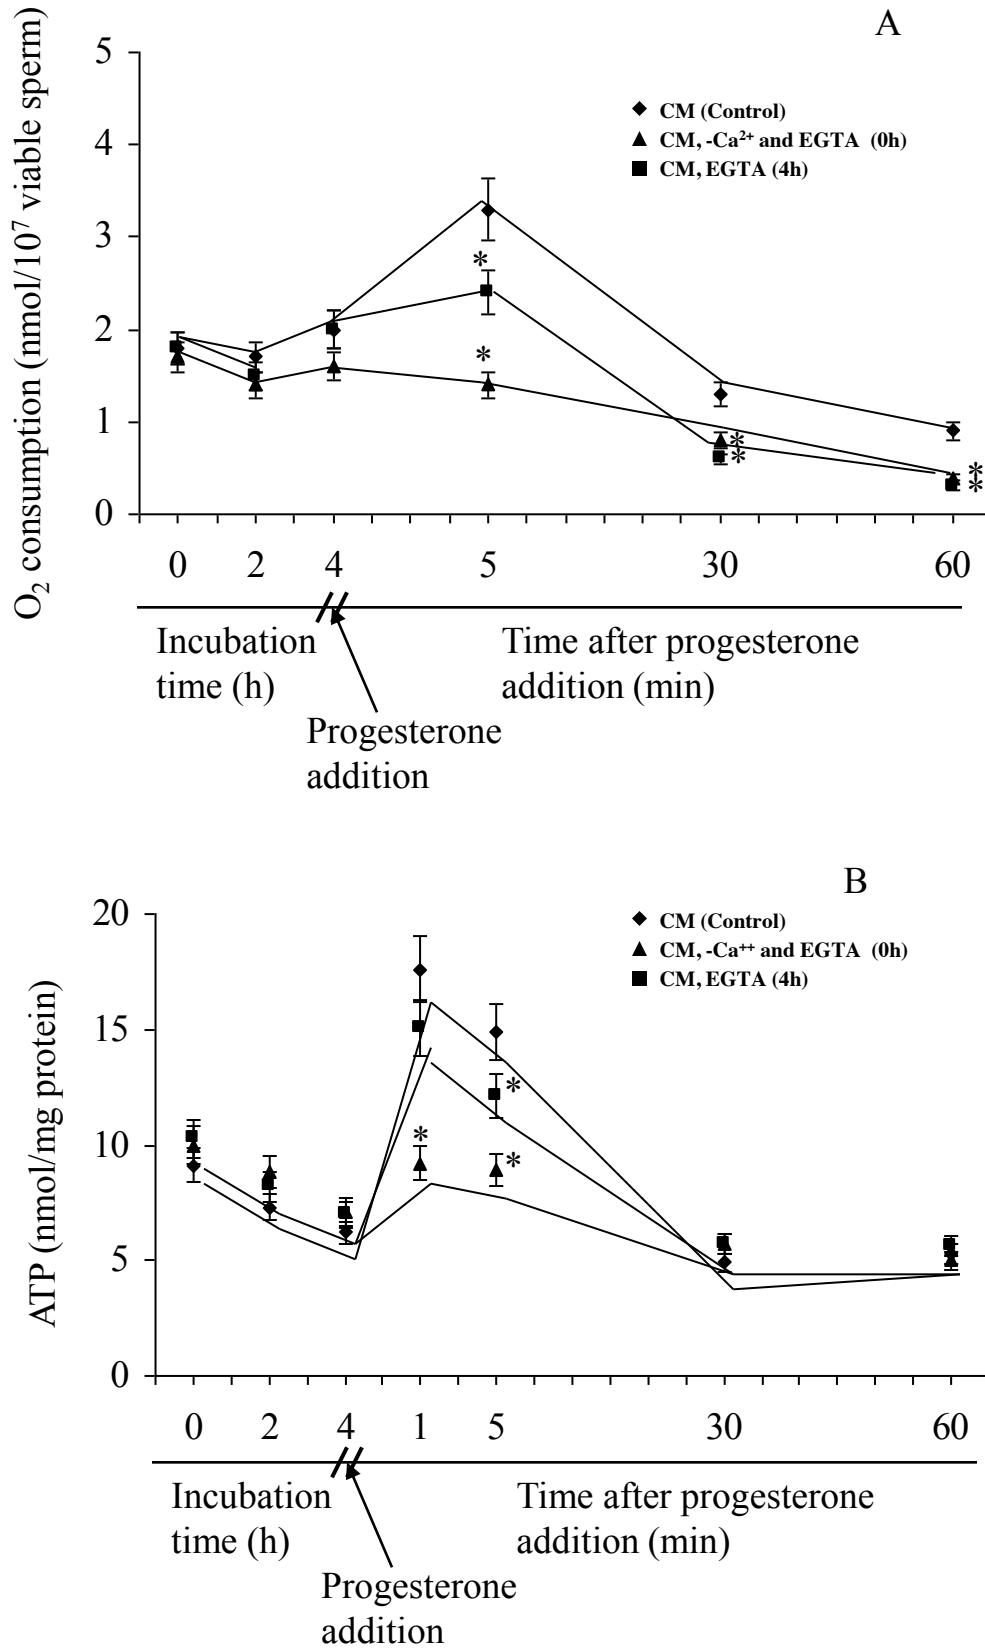 A
O₂ consumption (nmol/10⁷ viable sperm)
5
4
3
2
1
0
CM (Control)
CM, -Ca²⁺ and EGTA (0h)
CM, EGTA (4h)
*
*
*
*
*
*
0 2 4 5 30 60
Incubation
time (h)
Time after progesterone
addition (min)
Progesterone
addition
B
ATP (nmol/mg protein)
20
15
10
5
0
CM (Control)
CM, -Ca⁺⁺ and EGTA (0h)
CM, EGTA (4h)
*
*
*
0 2 4 1 5 30 60
Incubation
time (h)
Time after progesterone
addition (min)
Progesterone
addition